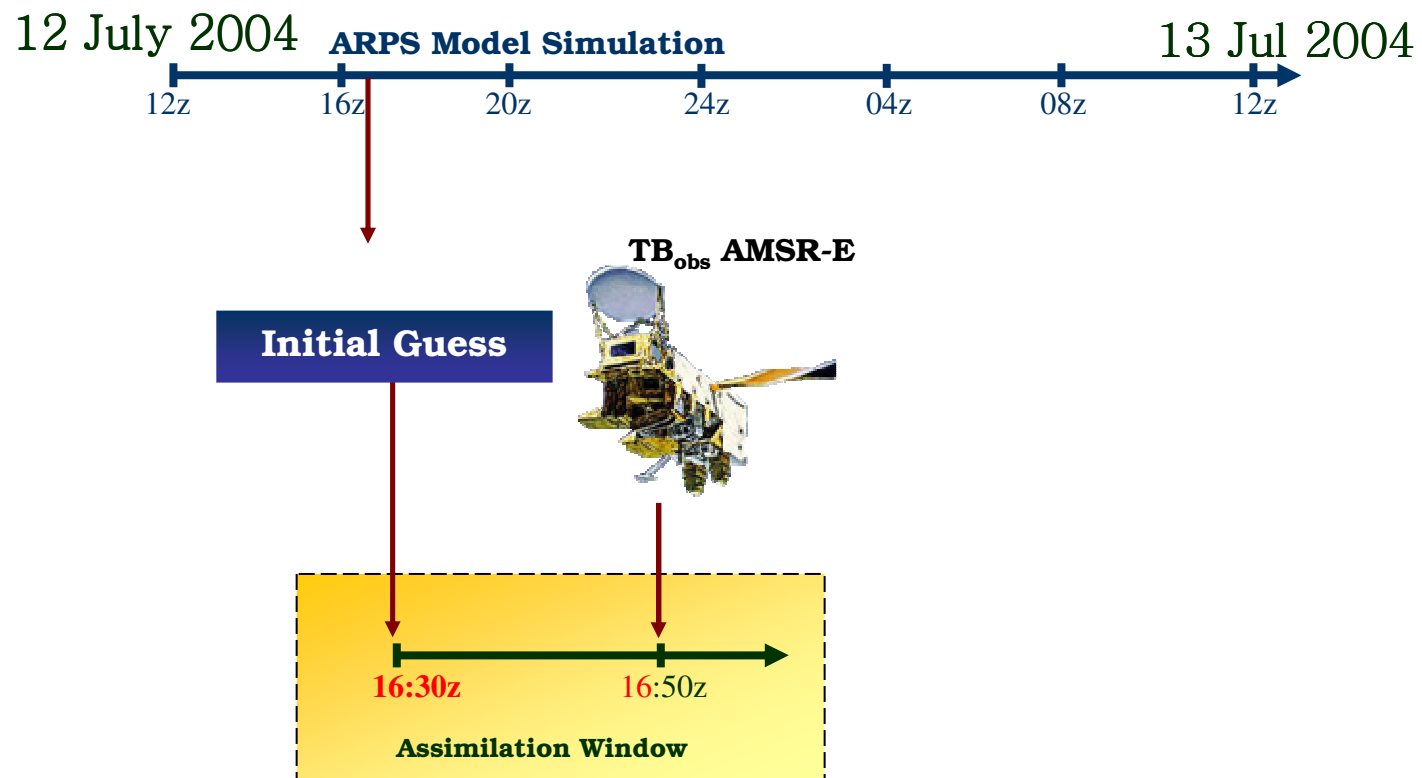 12 July 2004
ARPS Model Simulation
13 Jul 2004
12z 16z 20z 24z 04z 08z 12z
TBobs AMSR-E
Initial Guess
16:30z 16:50z
Assimilation Window